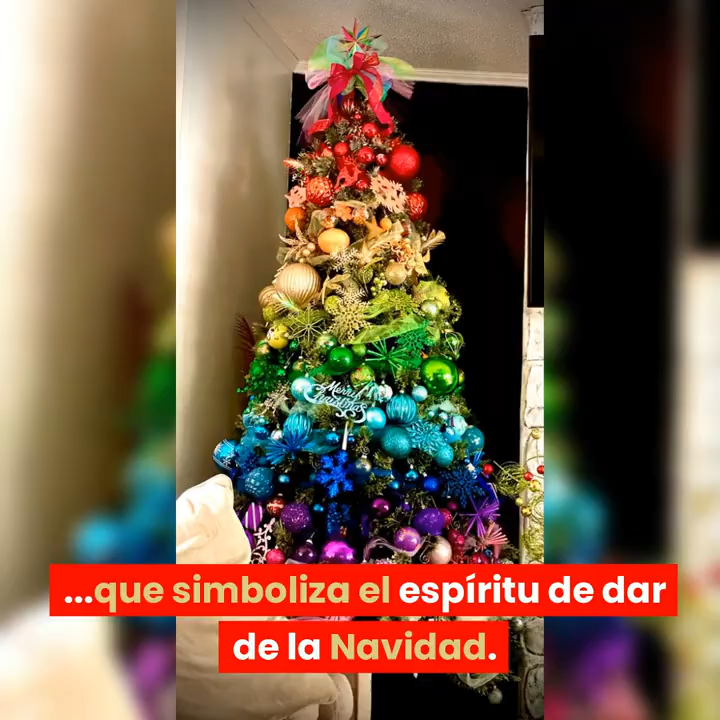 Merry
Christmas
...que simboliza el espíritu de dar
de la Navidad.